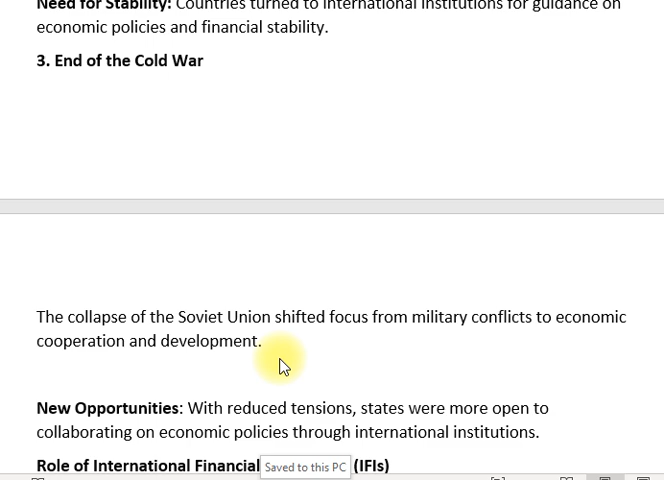 Need for Stability: Countries turned to international institutions for guidance on
economic policies and financial stability.
3. End of the Cold War
The collapse of the Soviet Union shifted focus from military conflicts to economic
cooperation and development.
New Opportunities: With reduced tensions, states were more open to
collaborating on economic policies through international institutions.
Role of International Financial (IFIs)
Saved to this PC